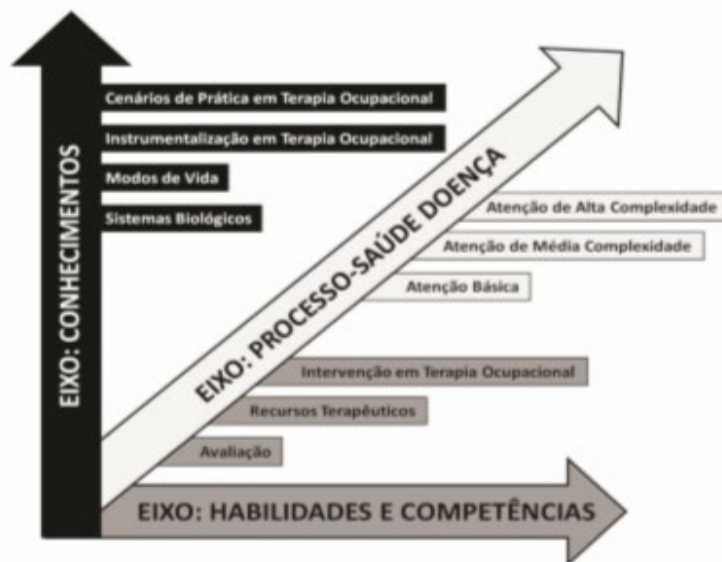 Cenários de Prática em Terapia Ocupacional
Instrumentalização em Terapia Ocupacional
Modos de Vida
Sistemas Biológicos
EIXO: CONHECIMENTOS
EIXO: PROCESSO-SAÚDE DOENÇA
Atenção de Alta Complexidade
Atenção de Média Complexidade
Atenção Básica
Intervenção em Terapia Ocupacional
Recursos Terapêuticos
Avaliação
EIXO: HABILIDADES E COMPETÊNCIAS